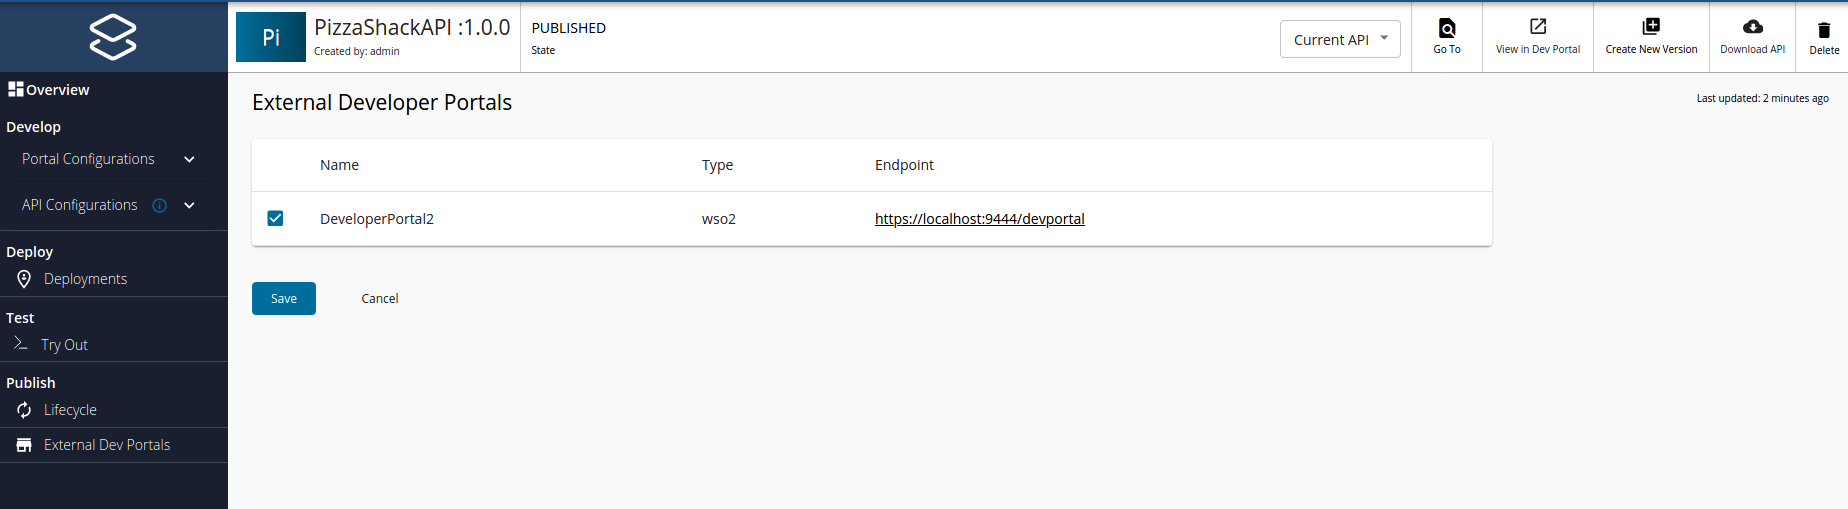 Pi
PizzaShackAPI :1.0.0
Created by: admin
PUBLISHED
State
Current API
Go To
View in Dev Portal
Create New Version
Download API
Delete
Overview
Develop
Portal Configurations
API Configurations
Deploy
Deployments
Test
Try Out
Publish
Lifecycle
External Dev Portals
External Developer Portals
Last updated: 2 minutes ago
Name Type Endpoint
DeveloperPortal2 wso2 https://localhost:9444/devportal
Save Cancel